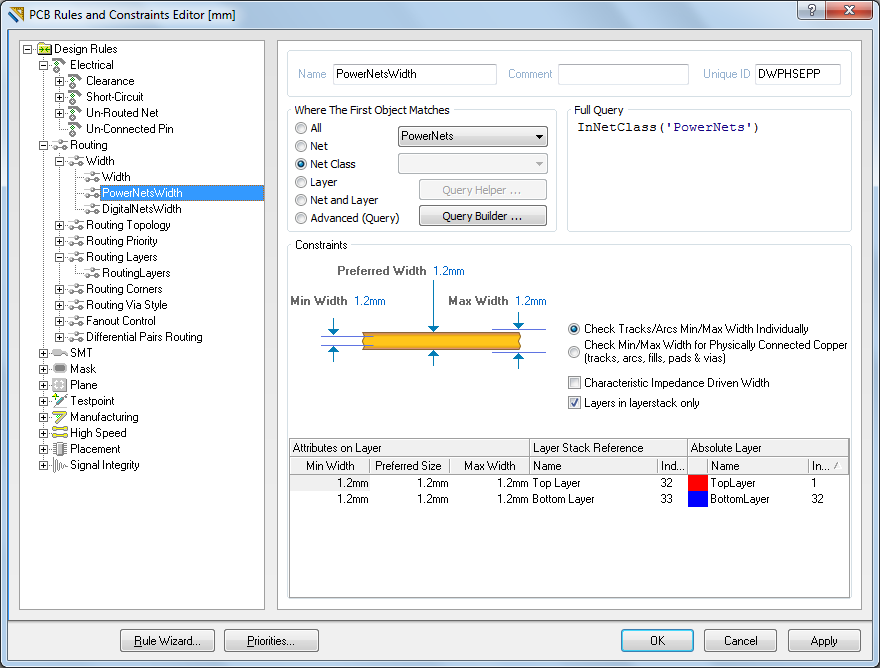 PCB Rules and Constraints Editor [mm]
Design Rules
Electrical
Clearance
Short-Circuit
Un-Routed Net
Un-Connected Pin
Routing
Width
Width
PowerNetsWidth
DigitalNetsWidth
Routing Topology
Routing Priority
Routing Layers
RoutingLayers
Routing Corners
Routing Via Style
Fanout Control
Differential Pairs Routing
SMT
Mask
Plane
Testpoint
Manufacturing
High Speed
Placement
Signal Integrity
Name PowerNetsWidth Comment Unique ID DWPHSEPP
Where The First Object Matches
All
Net
Net Class
Layer
Net and Layer
Advanced (Query)
PowerNets
Query Helper ...
Query Builder ...
Full Query
InNetClass('PowerNets')
Constraints
Preferred Width 1.2mm
Min Width 1.2mm Max Width 1.2mm
Check Tracks/Arcs Min/Max Width Individually
Check Min/Max Width for Physically Connected Copper
(tracks, arcs, fills, pads & vias)
Characteristic Impedance Driven Width
Layers in layerstack only
Attributes on Layer Layer Stack Reference Absolute Layer
Min Width Preferred Size Max Width Name Ind... Name In...
1.2mm 1.2mm 1.2mm Top Layer 32 TopLayer 1
1.2mm 1.2mm 1.2mm Bottom Layer 33 BottomLayer 32
Rule Wizard... Priorities... OK Cancel Apply